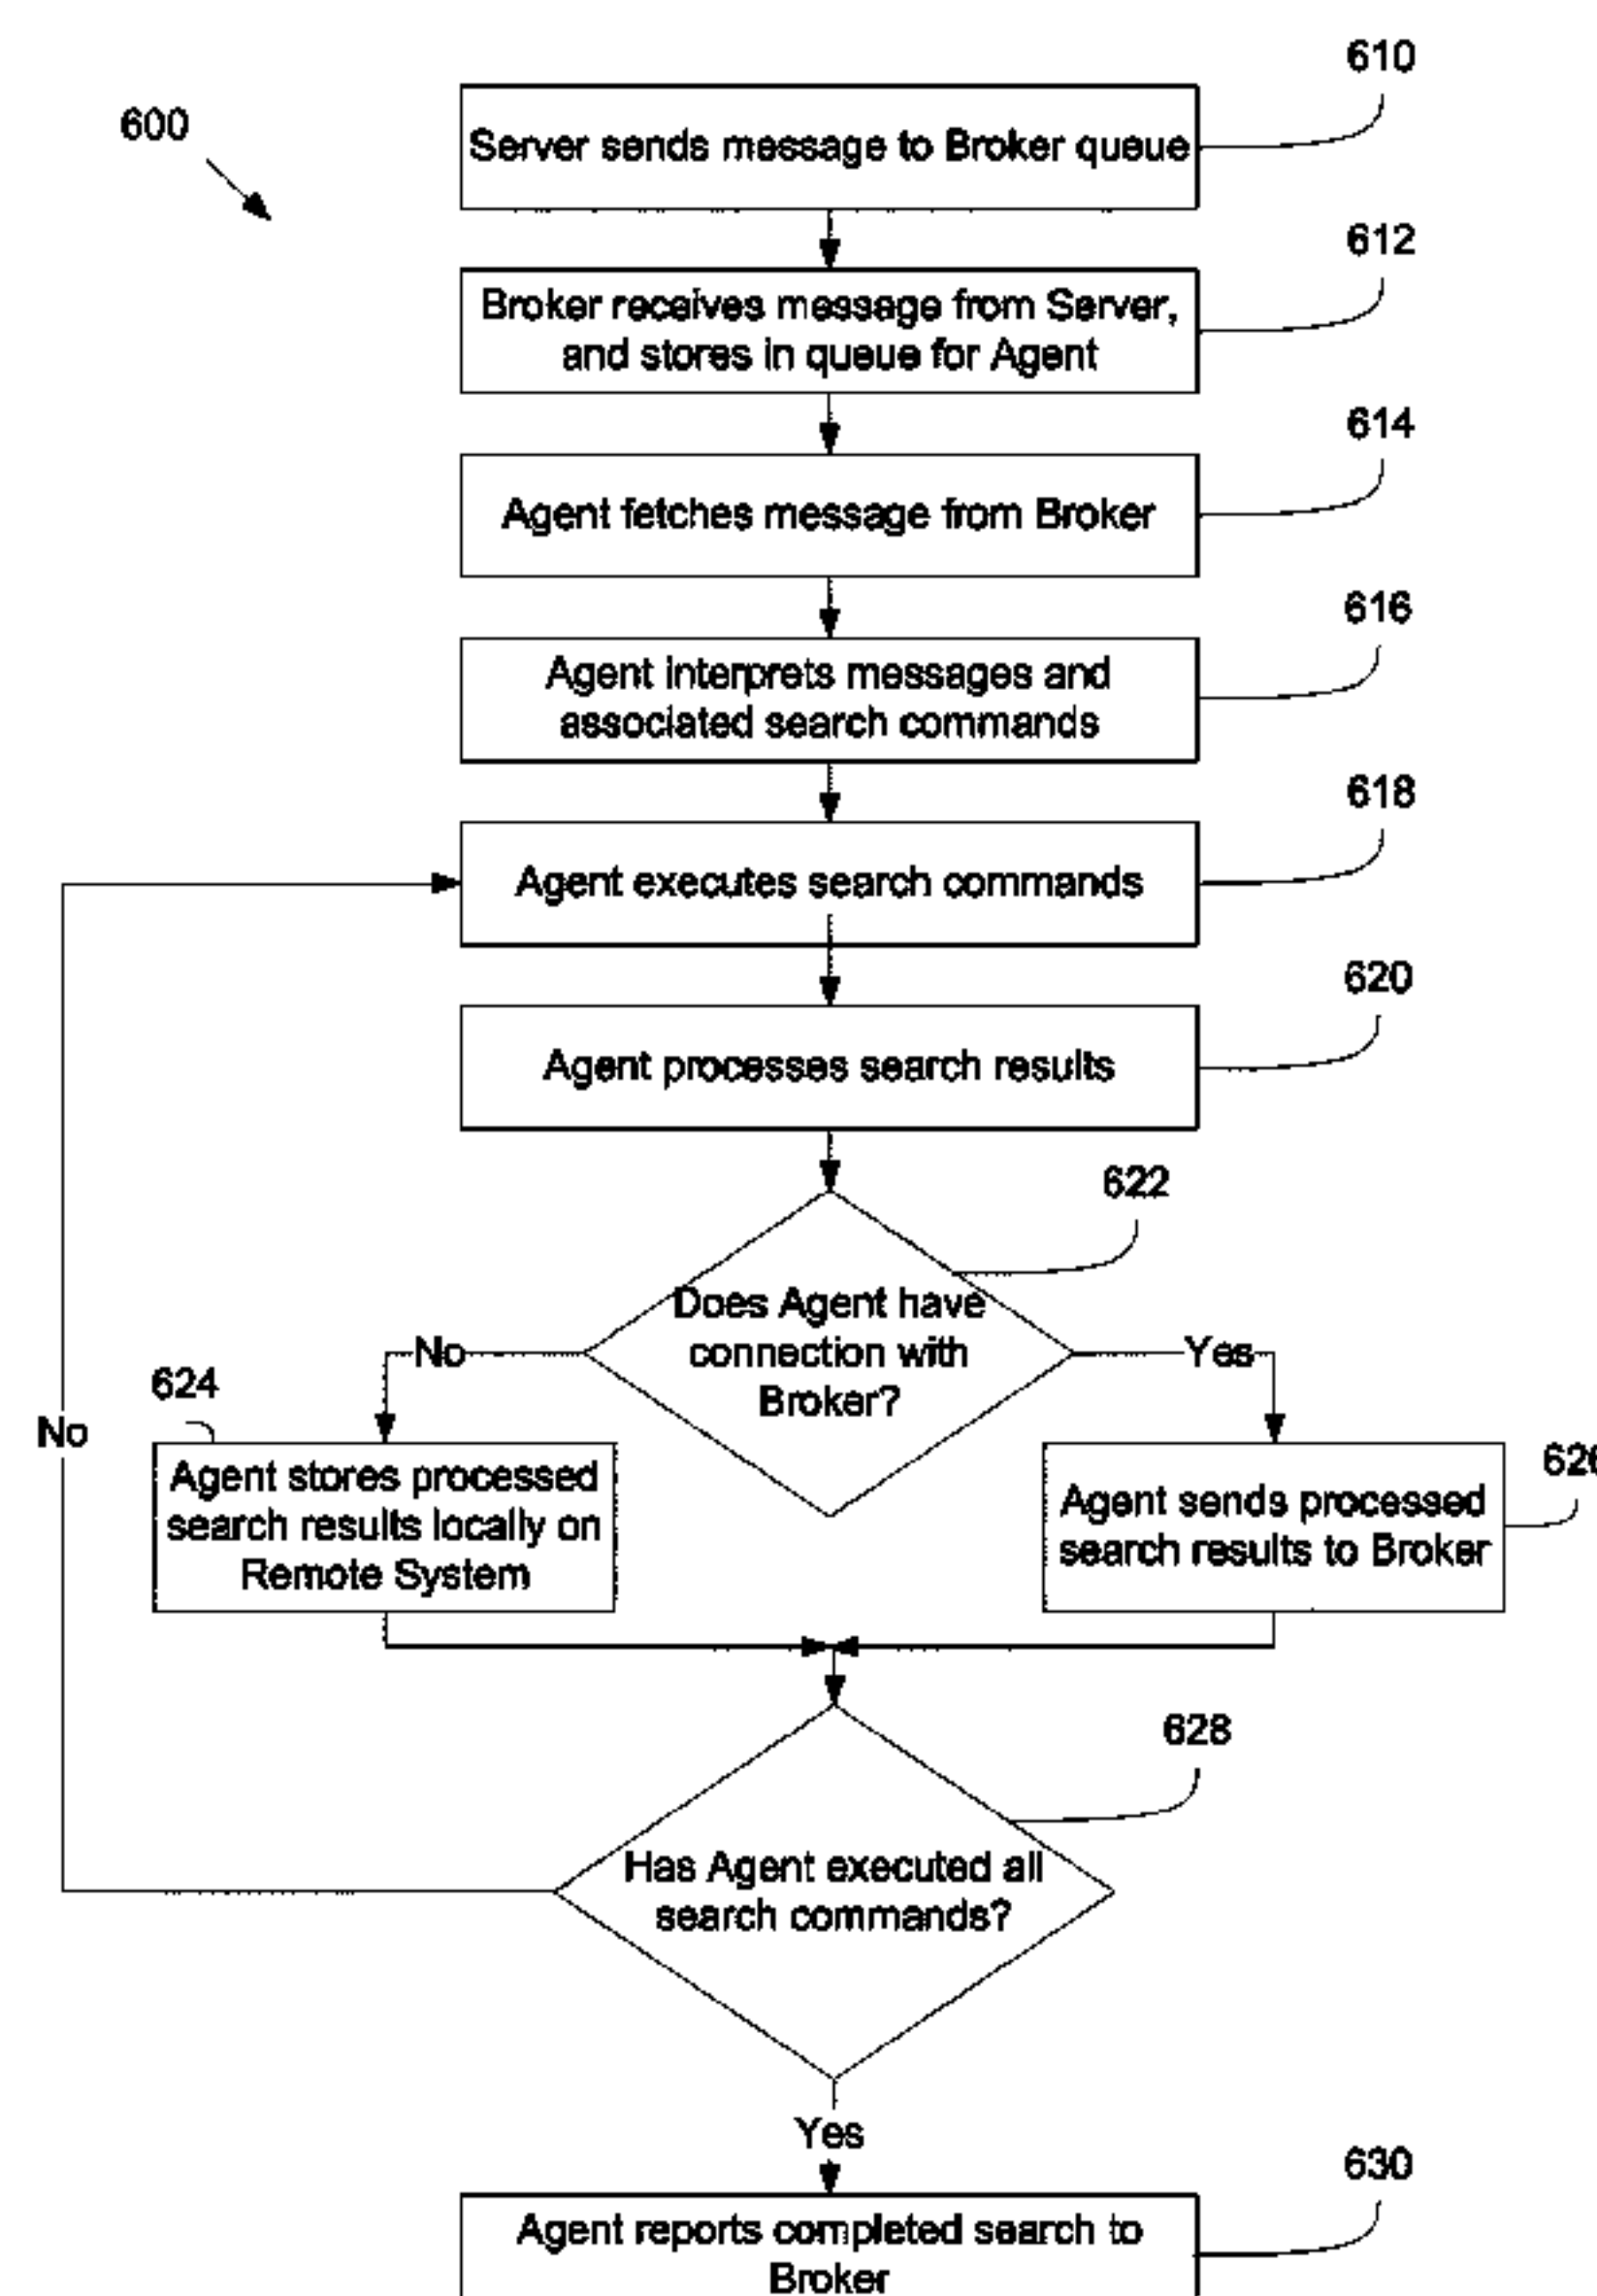 610
600
Server sends message to Broker queue
612
Broker receives message from Server,
and stores in queue for Agent
614
Agent fetches message from Broker
616
Agent interprets messages and
associated search commands
618
Agent executes search commands
620
Agent processes search results
622
Does Agent have
connection with
Broker?
No
Yes
624
No
Agent stores processed
search results locally on
Remote System
626
Agent sends processed
search results to Broker
628
Has Agent executed all
search commands?
Yes
630
Agent reports completed search to
Broker